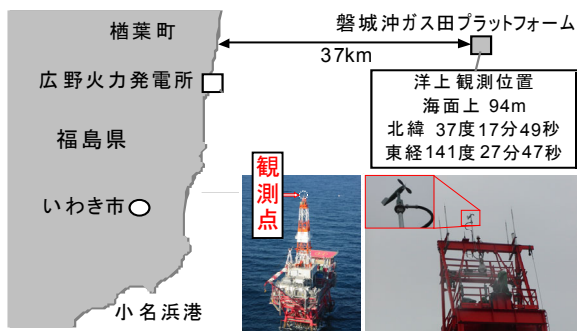 楢葉町
磐城沖ガス田プラットフォーム
37km
広野火力発電所
洋上観測位置
海面上 94m
北緯 37度17分49秒
東経141度27分47秒
福島県
観測点
いわき市
小名浜港